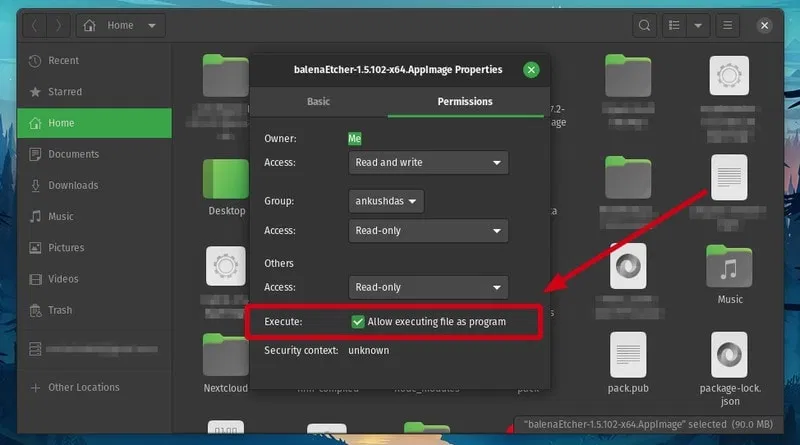 Home
Recent
Starred
Home
Documents
Downloads
Music
Pictures
Videos
Trash
Other Locations
balenaEtcher-1.5.102-x64.AppImage Properties
Basic
Permissions
Owner: Me
Access: Read and write
Group: ankushdas
Access: Read-only
Others
Access: Read-only
Execute: Allow executing file as program
Security context: unknown
Desktop
Music
Nextcloud
pack.pub
package-lock.
json
"balenaEtcher-1.5.102-x64.AppImage" selected (90.0 MB)